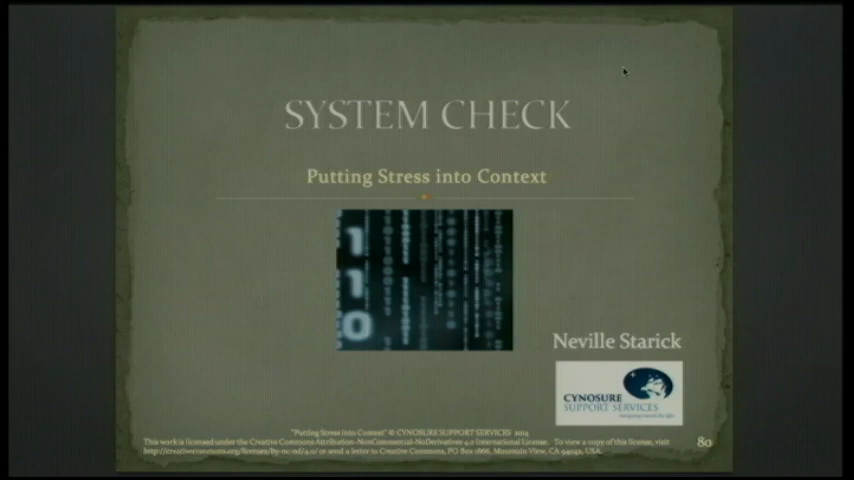 SYSTEM CHECK
Putting Stress into Context
1
1
0
Neville Starick
CYNOSURE
SUPPORT SERVICES
"Putting Stress into Context" © CYNOSURE SUPPORT SERVICES 2014
This work is licensed under the Creative Commons Attribution-NonCommercial-NoDerivatives 4.0 International License. To view a copy of this license, visit
http://creativecommons.org/licenses/by-nc-nd/4.0/ or send a letter to Creative Commons, PO Box 1866, Mountain View, CA 94042, USA.
80